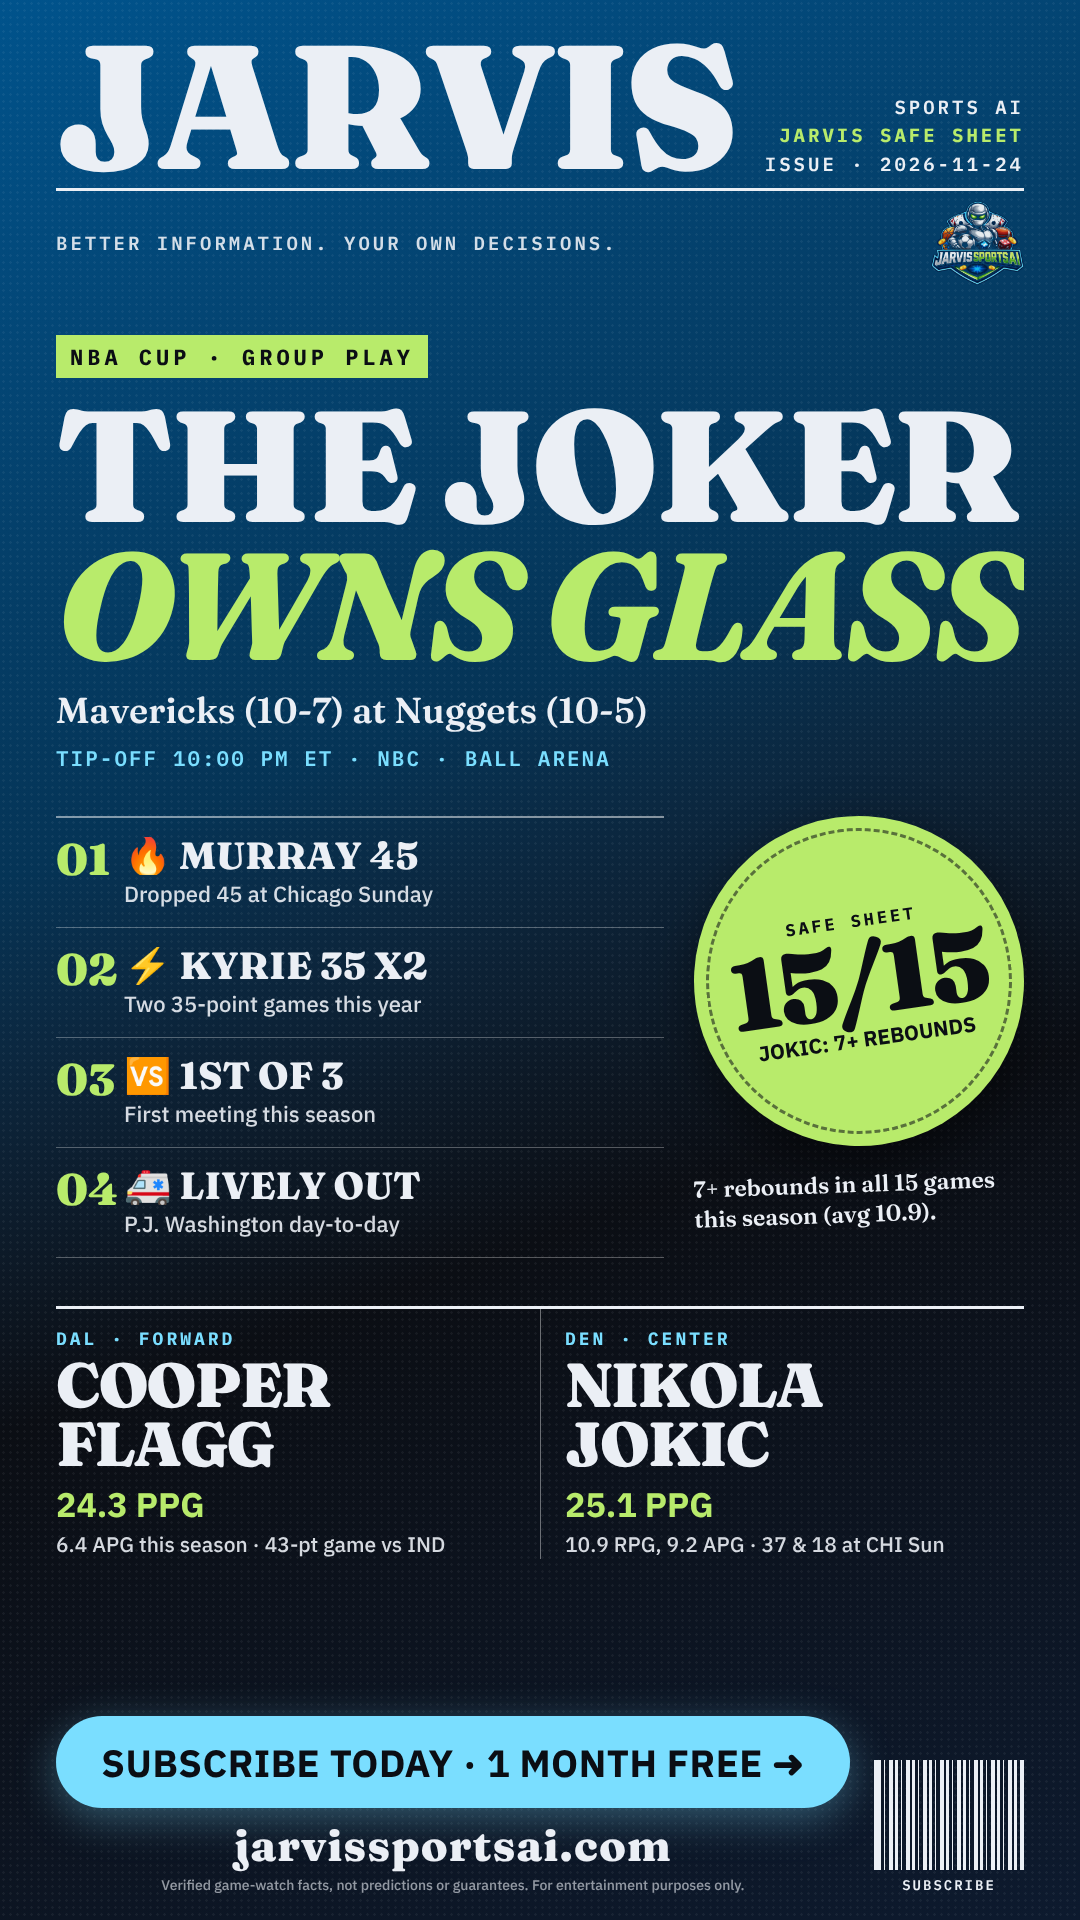 JARVIS
SPORTS AI
JARVIS SAFE SHEET
ISSUE · 2026-11-24
BETTER INFORMATION. YOUR OWN DECISIONS.
JARVISSPORTSAI
NBA CUP · GROUP PLAY
THE JOKER
OWNS GLASS
Mavericks (10-7) at Nuggets (10-5)
TIP-OFF 10:00 PM ET · NBC · BALL ARENA
01 🔥 MURRAY 45
Dropped 45 at Chicago Sunday
02 ⚡ KYRIE 35 X2
Two 35-point games this year
03 🆚 1ST OF 3
First meeting this season
04 🚑 LIVELY OUT
P.J. Washington day-to-day
SAFE SHEET
15/15
JOKIC: 7+ REBOUNDS
7+ rebounds in all 15 games
this season (avg 10.9).
DAL · FORWARD
COOPER
FLAGG
24.3 PPG
6.4 APG this season · 43-pt game vs IND
DEN · CENTER
NIKOLA
JOKIC
25.1 PPG
10.9 RPG, 9.2 APG · 37 & 18 at CHI Sun
SUBSCRIBE TODAY · 1 MONTH FREE ➜
jarvissportsai.com
Verified game-watch facts, not predictions or guarantees. For entertainment purposes only.
SUBSCRIBE